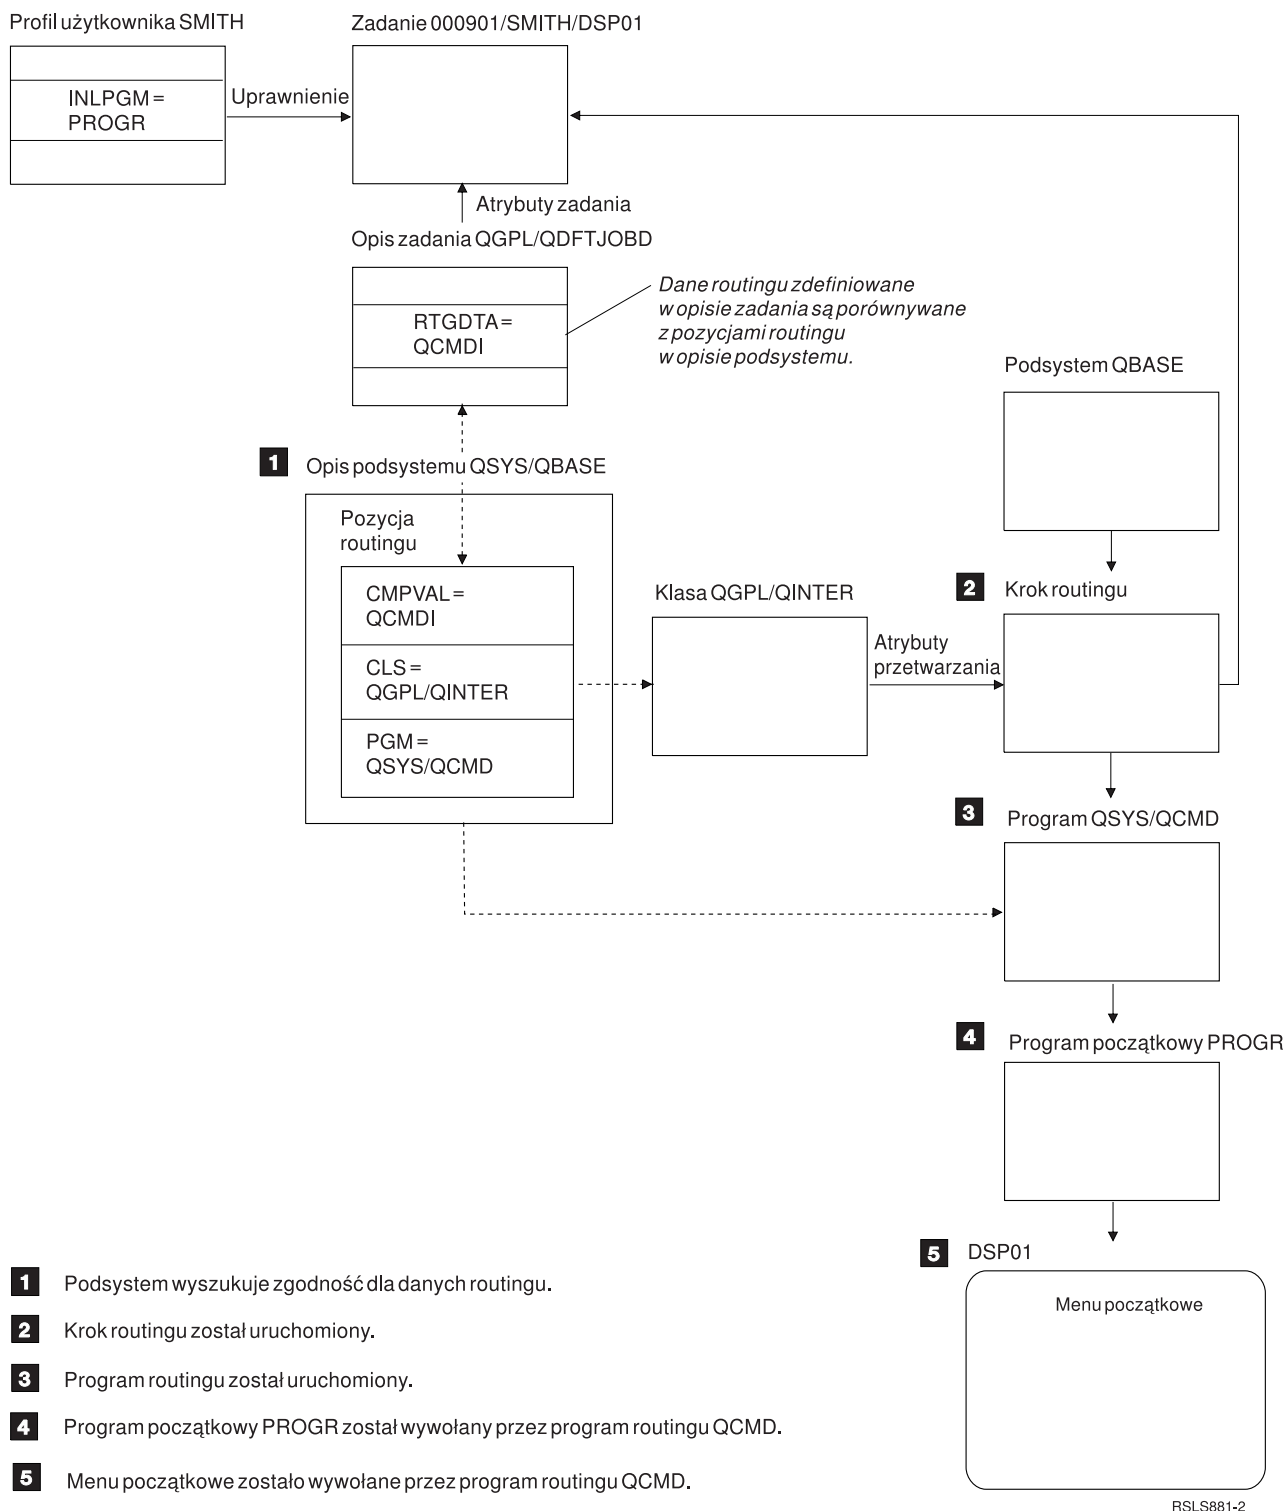 Profil użytkownika SMITH
Zadanie 000901/SMITH/DSP01
INLPGM=
PROGR
Uprawnienie
Atrybuty zadania
Opis zadania QGPL/QDFTJOBD
RTGDTA=
QCMDI
Dane routingu zdefiniowane
w opisie zadania są porównywane
z pozycjami routingu
w opisie podsystemu.
Podsystem QBASE
1 Opis podsystemu QSYS/QBASE
Pozycja
routingu
CMPVAL=
QCMDI
CLS=
QGPL/QINTER
PGM=
QSYS/QCMD
Klasa QGPL/QINTER
Atrybuty
przetwarzania
2 Krok routingu
3 Program QSYS/QCMD
4 Program początkowy PROGR
5 DSP01
Menu początkowe
1 Podsystem wyszukuje zgodność dla danych routingu.
2 Krok routingu został uruchomiony.
3 Program routingu został uruchomiony.
4 Program początkowy PROGR został wywołany przez program routingu QCMD.
5 Menu początkowe zostało wywołane przez program routingu QCMD.
RSLS881-2